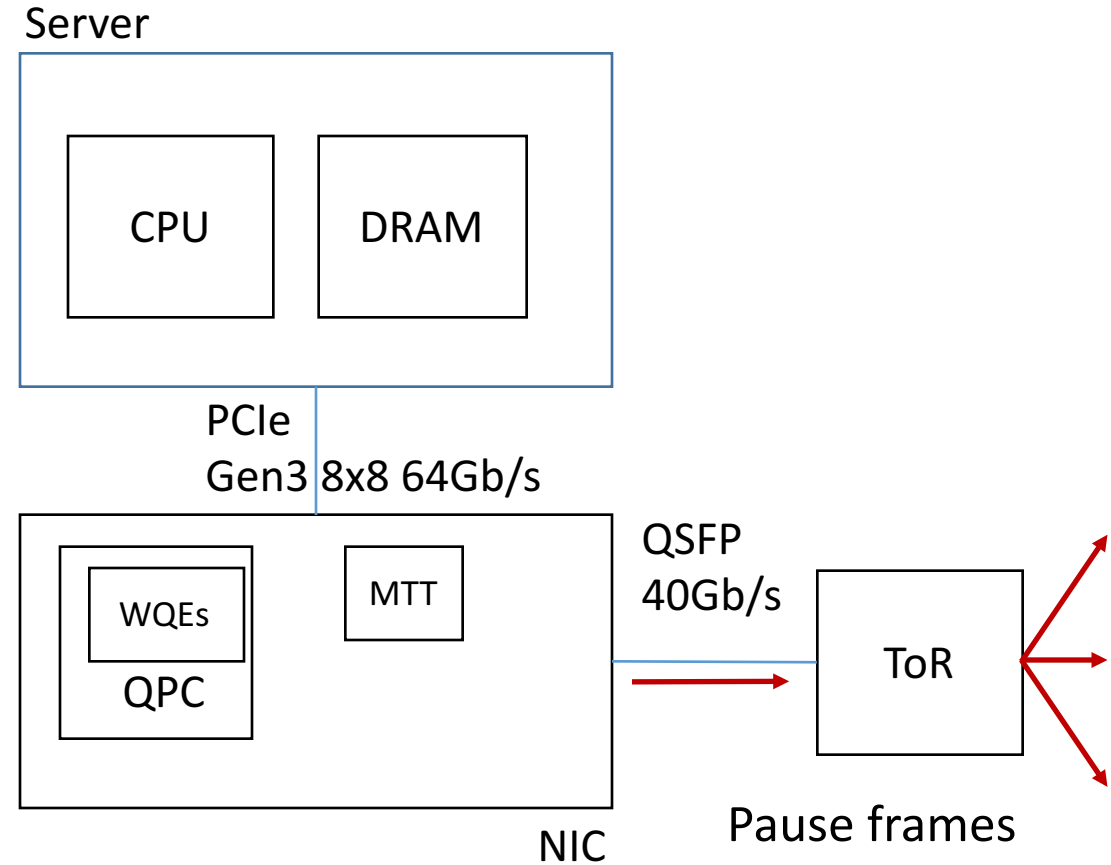 Server
CPU
DRAM
PCIe
Gen3 8x8 64Gb/s
QSFP
40Gb/s
WQEs
QPC
MTT
ToR
Pause frames
NIC